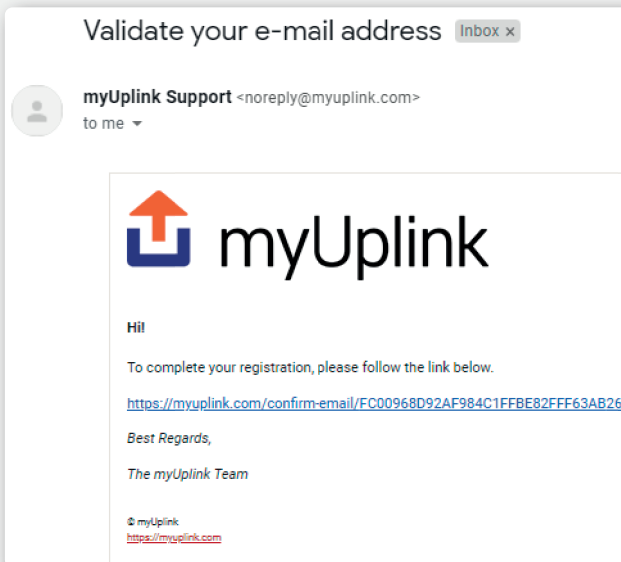 Validate your e-mail address Inbox x
myUplink Support <noreply@myuplink.com>
to me
myUplink
Hi!
To complete your registration, please follow the link below.
https://myuplink.com/confirm-email/FC00968D92AF984C1FFBE82FFF63AB26
Best Regards,
The myUplink Team
© myUplink
https://myuplink.com